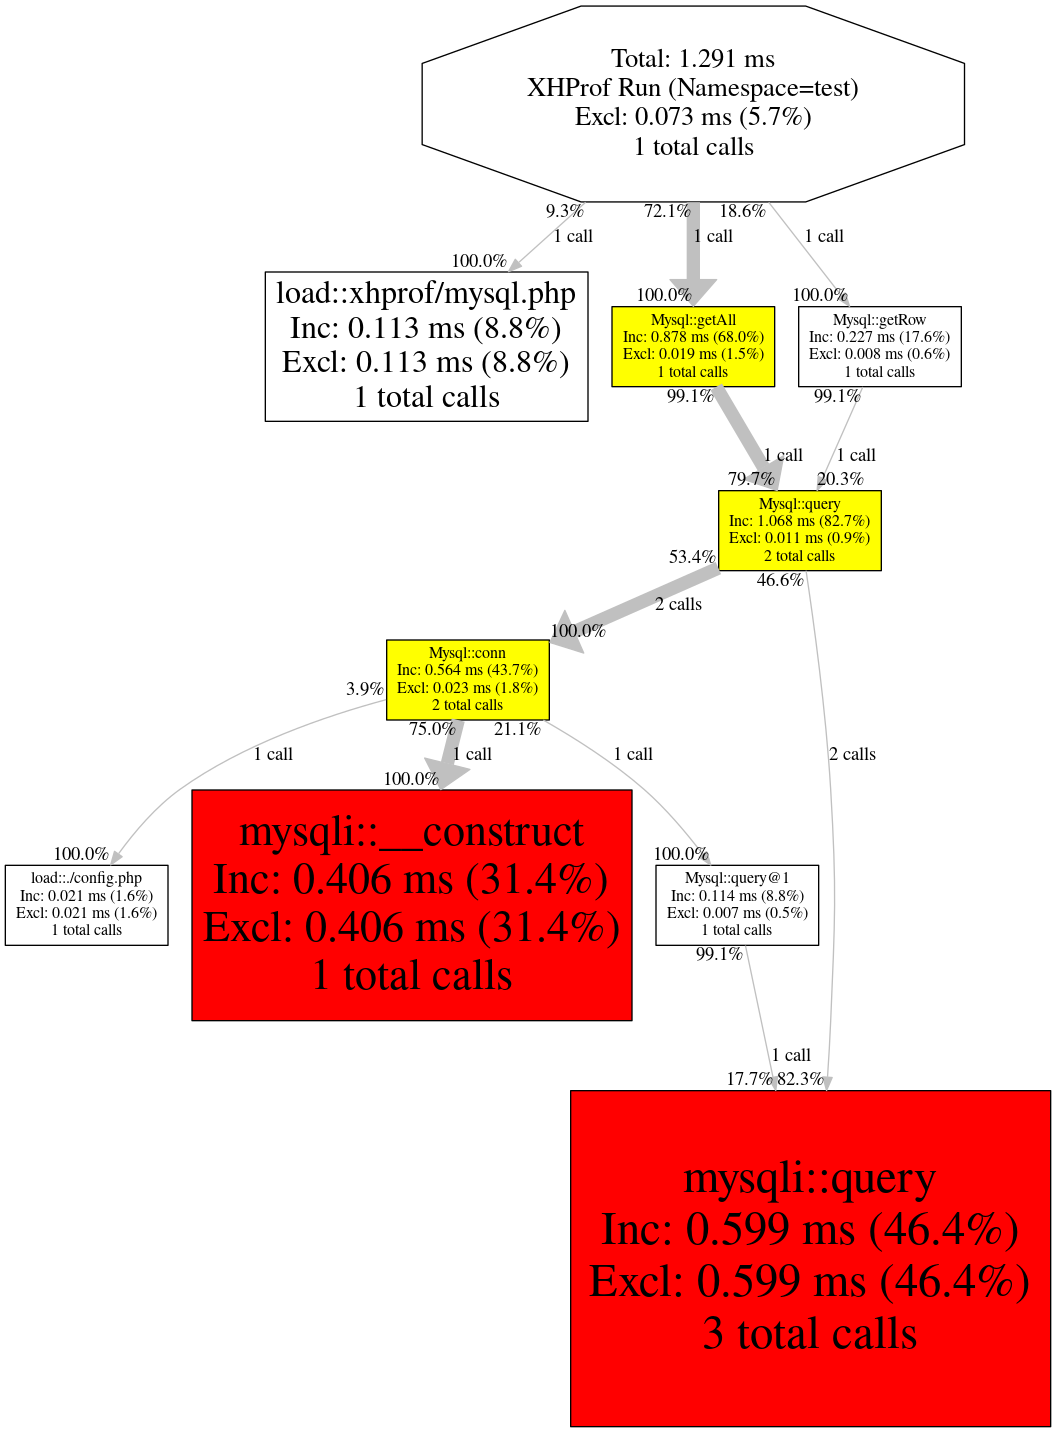 Total: 1.291 ms
XHProf Run (Namespace=test)
Excl: 0.073 ms (5.7%)
1 total calls
9.3%
72.1%
18.6%
1 call
1 call
1 call
100.0%
100.0%
100.0%
load::xhprof/mysql.php
Inc: 0.113 ms (8.8%)
Excl: 0.113 ms (8.8%)
1 total calls
Mysql::getAll
Inc: 0.878 ms (68.0%)
Excl: 0.019 ms (1.5%)
1 total calls
Mysql::getRow
Inc: 0.227 ms (17.6%)
Excl: 0.008 ms (0.6%)
1 total calls
99.1%
99.1%
1 call
1 call
79.7%
20.3%
Mysql::query
Inc: 1.068 ms (82.7%)
Excl: 0.011 ms (0.9%)
2 total calls
53.4%
46.6%
2 calls
100.0%
Mysql::conn
Inc: 0.564 ms (43.7%)
Excl: 0.023 ms (1.8%)
2 total calls
3.9%
75.0%
21.1%
1 call
1 call
1 call
2 calls
100.0%
100.0%
100.0%
load::./config.php
Inc: 0.021 ms (1.6%)
Excl: 0.021 ms (1.6%)
1 total calls
mysqli::__construct
Inc: 0.406 ms (31.4%)
Excl: 0.406 ms (31.4%)
1 total calls
Mysql::query@1
Inc: 0.114 ms (8.8%)
Excl: 0.007 ms (0.5%)
1 total calls
99.1%
1 call
17.7%
82.3%
mysqli::query
Inc: 0.599 ms (46.4%)
Excl: 0.599 ms (46.4%)
3 total calls